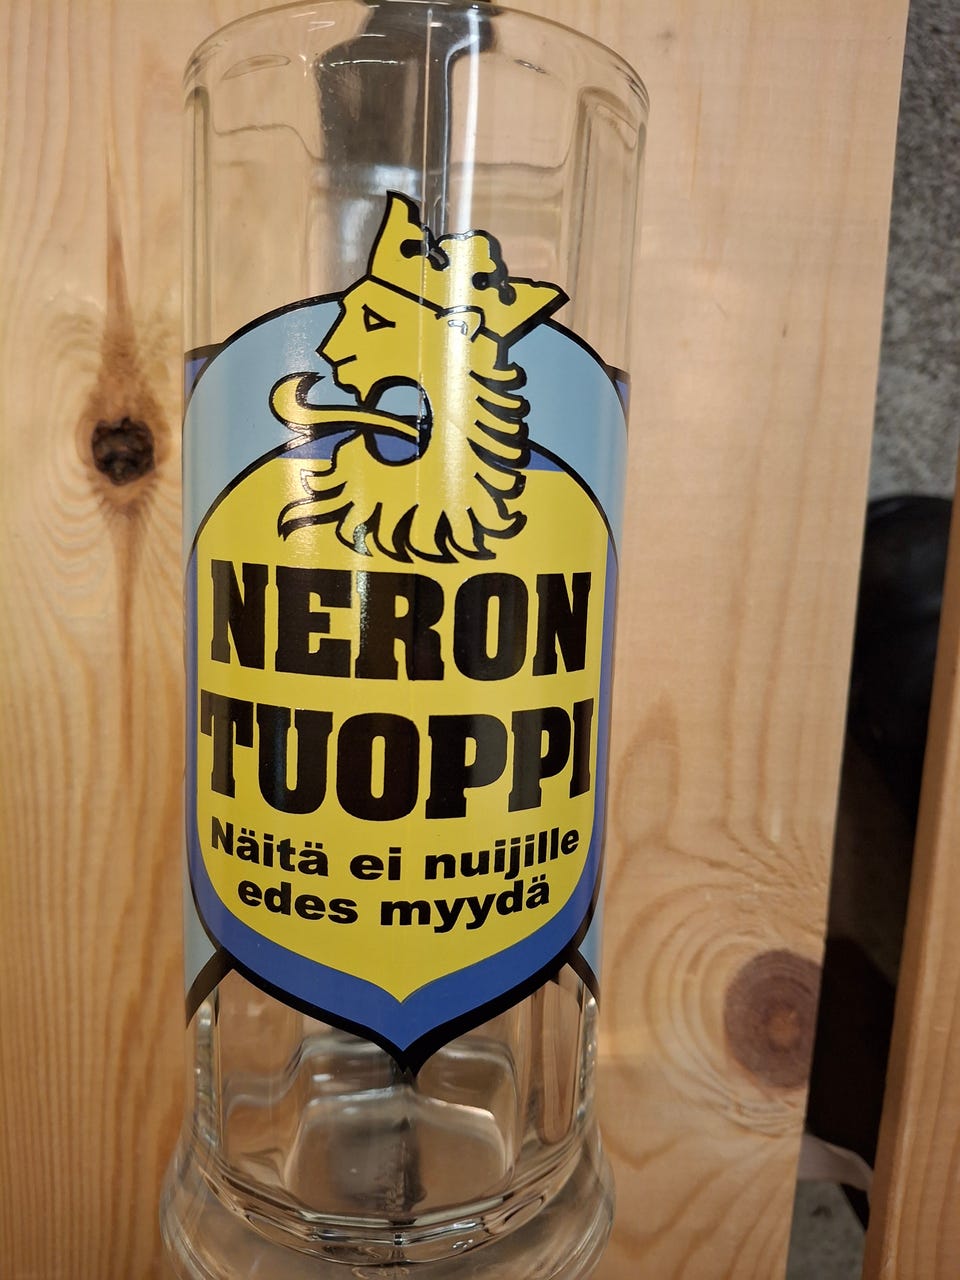 NERON
TUOPPI
Näitä ei nuijille
edes myydä